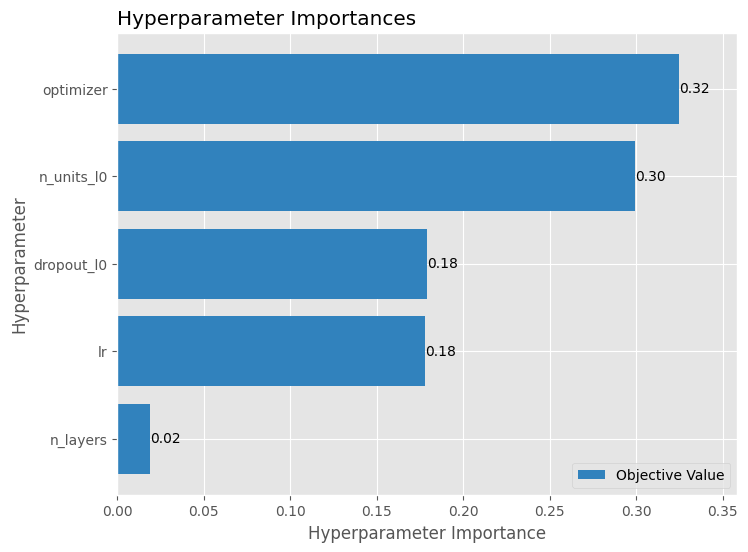 Hyperparameter Importances
optimizer
0.32
n_units_l0
0.30
dropout_l0
0.18
lr
0.18
n_layers
0.02
Hyperparameter
Objective Value
0.00 0.05 0.10 0.15 0.20 0.25 0.30 0.35
Hyperparameter Importance